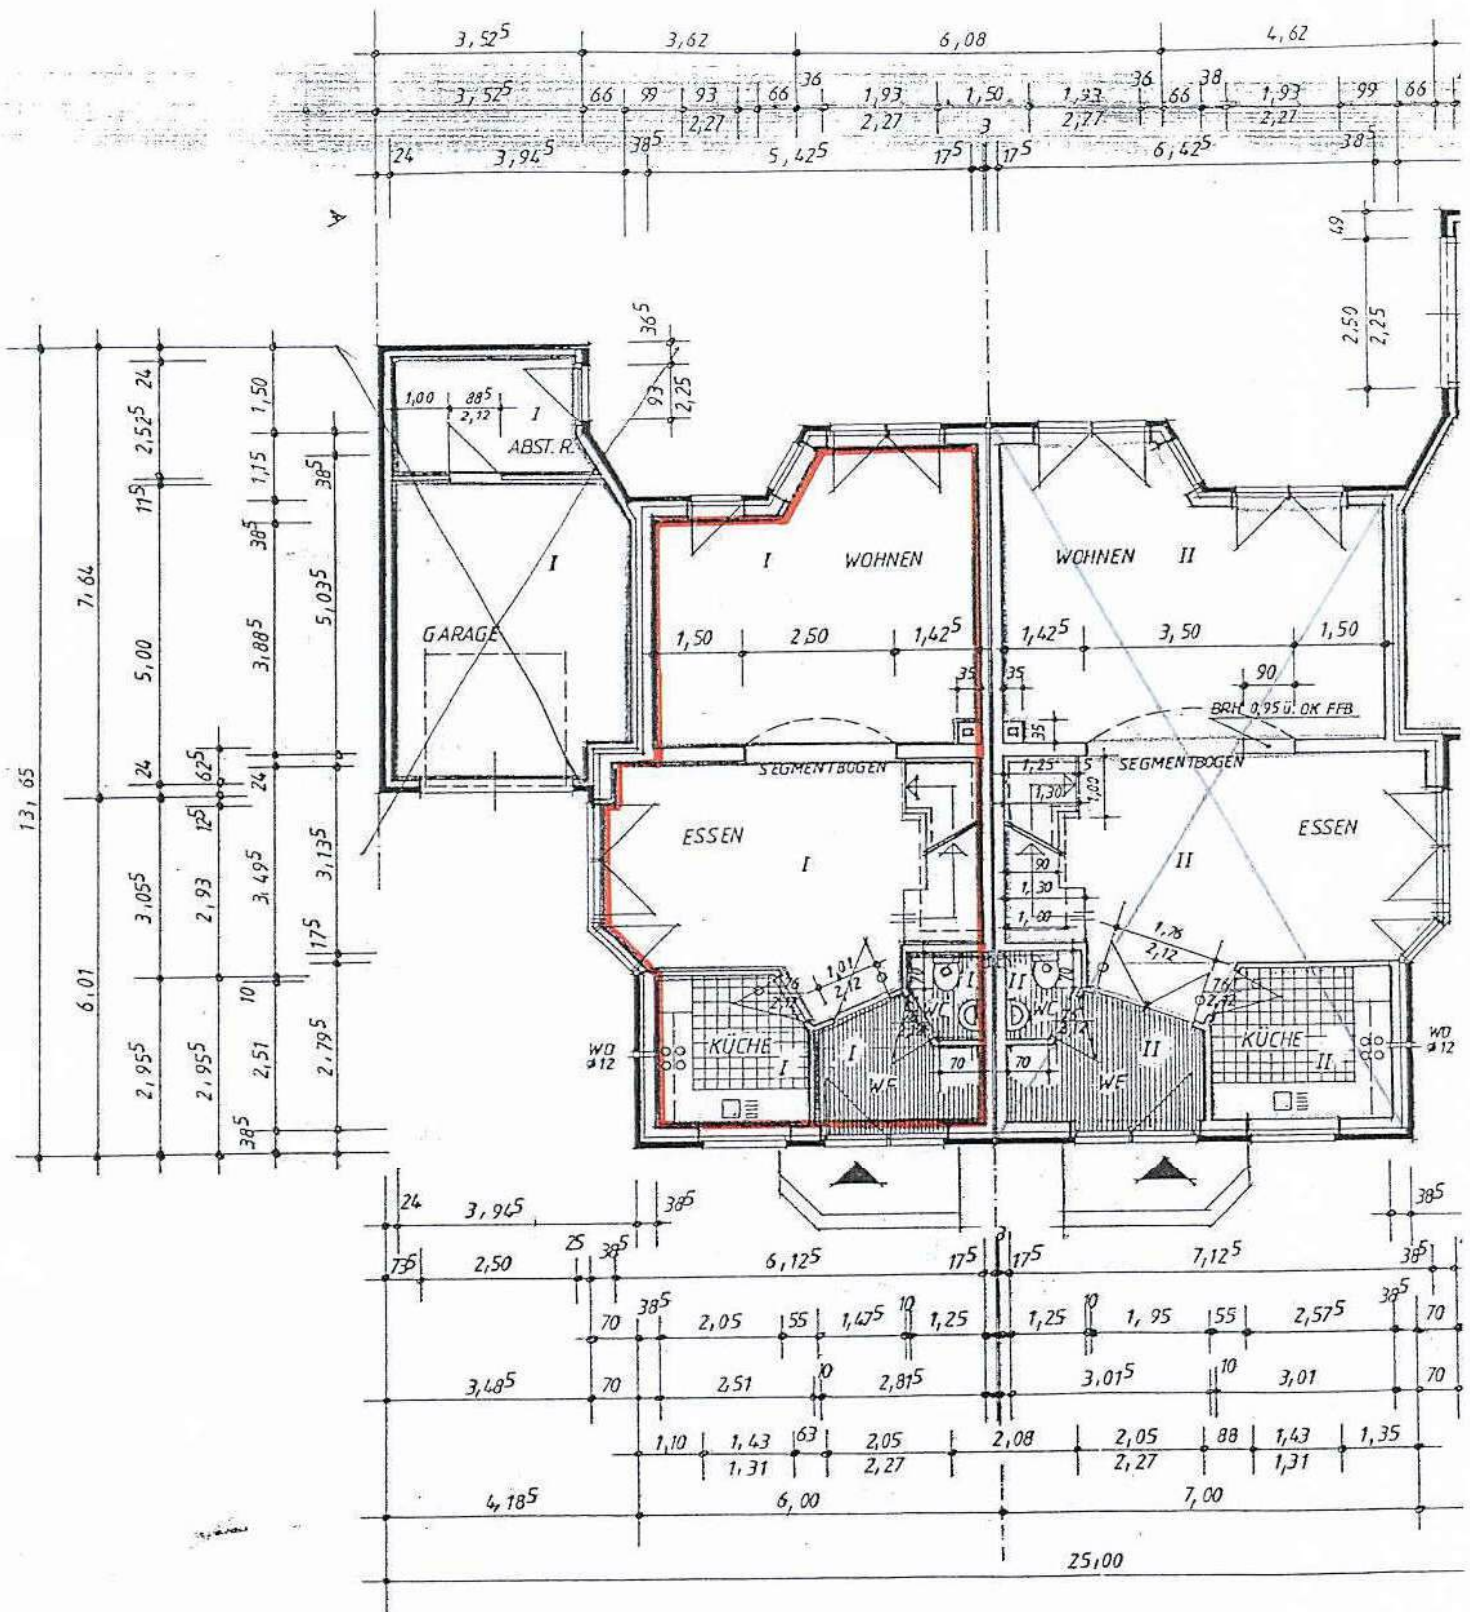 3,52⁵ 3,62 6,08 4,62
36 36 38
3,52⁵ 66 99 93 66 1,93 1,50 1,93 66 1,93 99 66
2,27 2,27 3 2,27 2,27
24 3,94⁵ 38⁵ 5,42⁵ 17⁵ 17⁵ 6,42⁵ 38⁵
A
49
2,50
2,25
36⁵
93
2,25
24
2,52⁵
11⁵
5,00
24
3,05⁵
2,95⁵
1,50
1,15
38⁵
3,88⁵
24
3,49⁵
10
2,51
38⁵
38⁵
5,03⁵
3,13⁵
17⁵
2,79⁵
62⁵
12⁵
2,93
2,95⁵
7,64
6,01
13,65
1,00 88⁵
2,12
I
ABST. R.
I
GARAGE
I WOHNEN
WOHNEN II
1,50 2,50 1,42⁵
1,42⁵ 3,50 1,50
35 35
90
BRH. 0,95 ü. OK FFB
35
SEGMENTBOGEN
1,25 5 SEGMENTBOGEN
1,30 1,00
ESSEN
I
ESSEN
II
90
1,30
1,00
1,76
2,12
1,01
2,12
76
2,12
76
2,12
70 I II 70
WC WC
KÜCHE I
I
WF
70 70
II
WF
KÜCHE
II
WD
ø12
WD
ø12
24 3,94⁵ 38⁵ 38⁵
73⁵ 2,50 25 38⁵ 6,12⁵ 17⁵ 3 17⁵ 7,12⁵ 38⁵
70 38⁵ 2,05 55 1,47⁵ 10 1,25 1,25 10 1,95 55 2,57⁵ 38⁵ 70
3,48⁵ 70 2,51 10 2,81⁵ 3,01⁵ 10 3,01 70
1,10 1,43 63 2,05 2,08 2,05 88 1,43 1,35
1,31 2,27 2,27 1,31
4,18⁵ 6,00 7,00
25,00